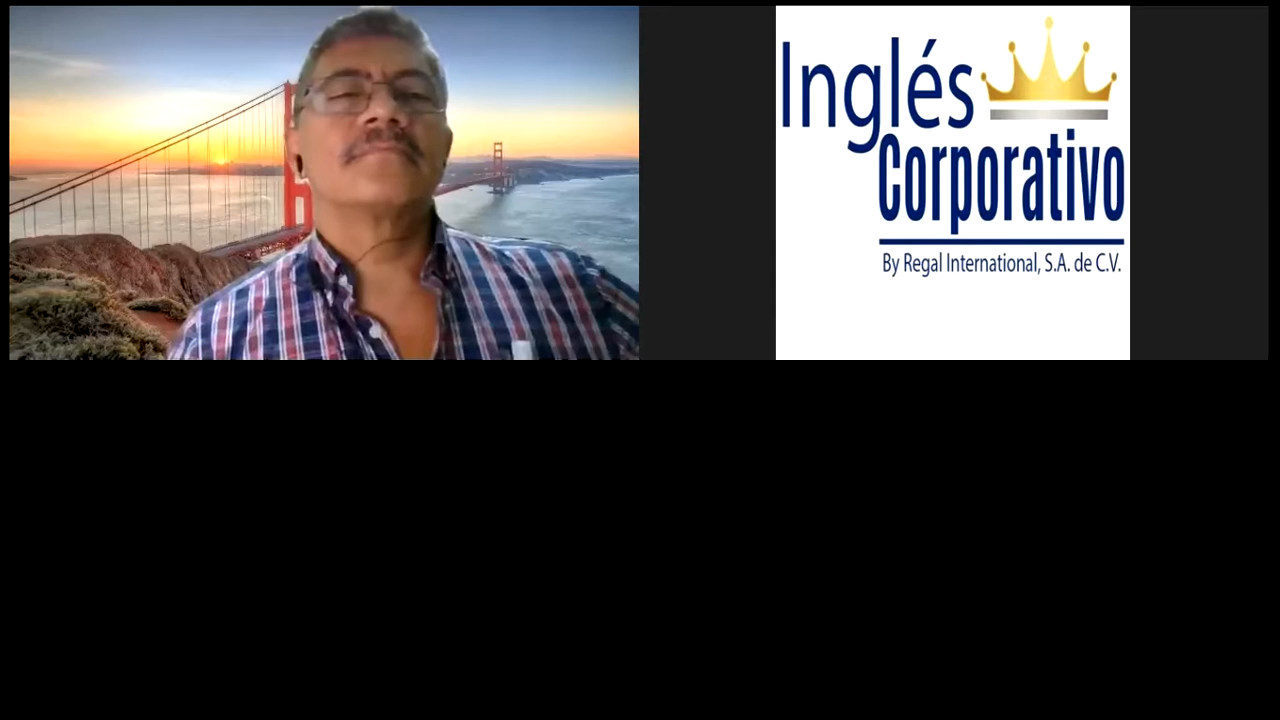 Inglés
Corporativo
By Regal International, S.A. de C.V.